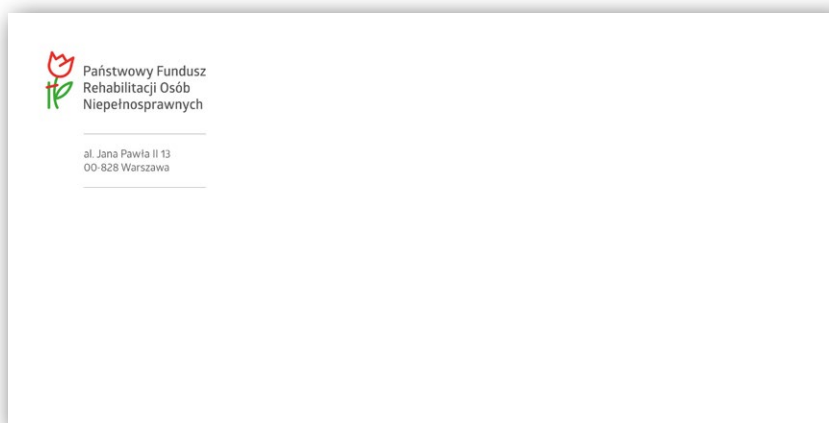 Państwowy Fundusz
Rehabilitacji Osób
Niepełnosprawnych
al. Jana Pawła II 13
00-828 Warszawa